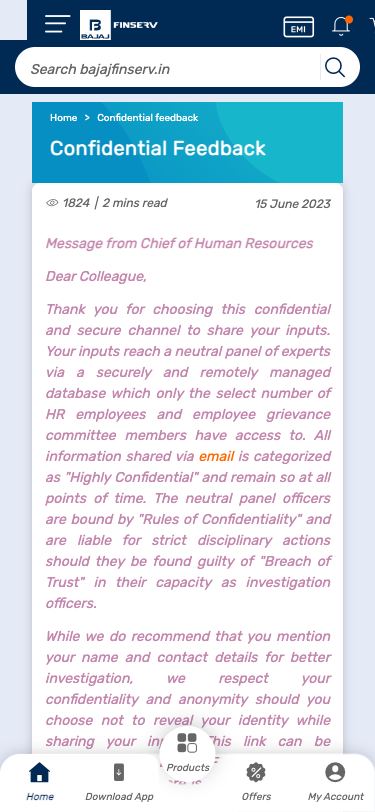 BAJAJ FINSERV
EMI
Search bajajfinserv.in
Home > Confidential feedback
Confidential Feedback
1824 | 2 mins read
15 June 2023
Message from Chief of Human Resources
Dear Colleague,
Thank you for choosing this confidential
and secure channel to share your inputs.
Your inputs reach a neutral panel of experts
via a securely and remotely managed
database which only the select number of
HR employees and employee grievance
committee members have access to. All
information shared via email is categorized
as "Highly Confidential" and remain so at all
points of time. The neutral panel officers
are bound by "Rules of Confidentiality" and
are liable for strict disciplinary actions
should they be found guilty of "Breach of
Trust" in their capacity as investigation
officers.
While we do recommend that you mention
your name and contact details for better
investigation, we respect your
confidentiality and anonymity should you
choose not to reveal your identity while
sharing your This link can be
Home
Download App
Products
Offers
My Account